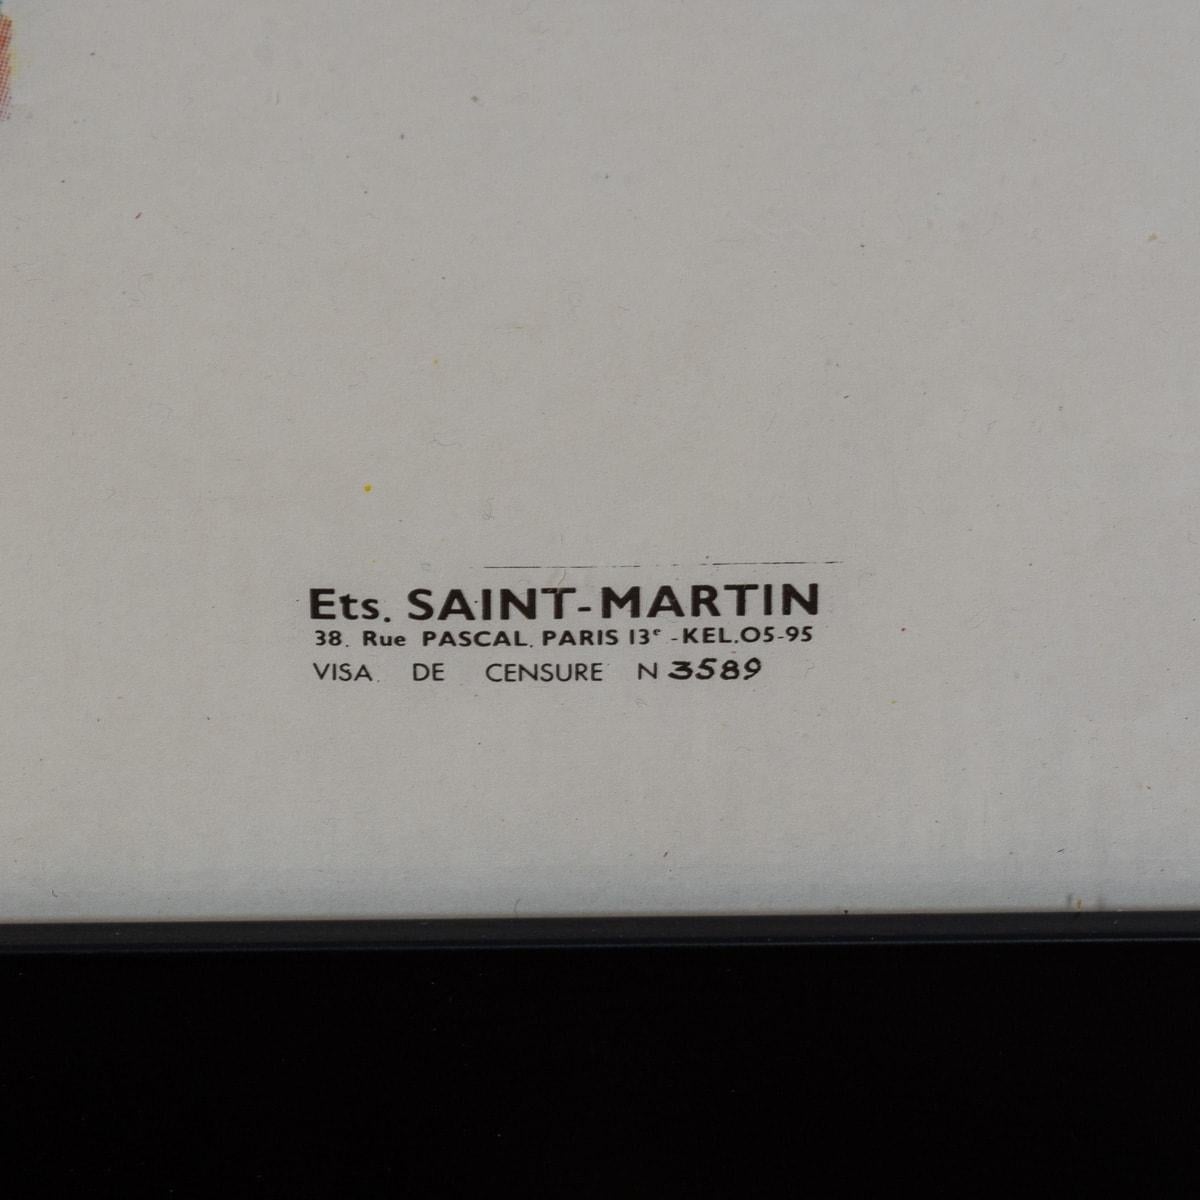 Ets. SAINT-MARTIN
38. Rue PASCAL. PARIS 13ᵉ -KEL.05-95
VISA. DE CENSURE N 3589